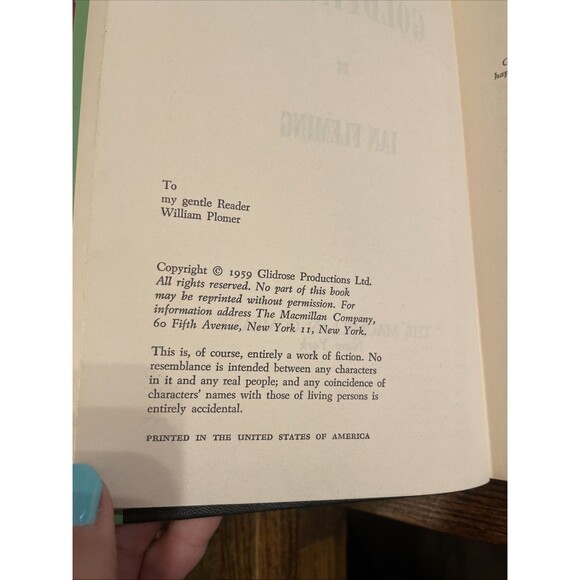 To
my gentle Reader
William Plomer
Copyright © 1959 Glidrose Productions Ltd.
All rights reserved. No part of this book
may be reprinted without permission. For
information address The Macmillan Company,
60 Fifth Avenue, New York 11, New York.
This is, of course, entirely a work of fiction. No
resemblance is intended between any characters
in it and any real people; and any coincidence of
characters' names with those of living persons is
entirely accidental.
PRINTED IN THE UNITED STATES OF AMERICA
IAN FLEMING